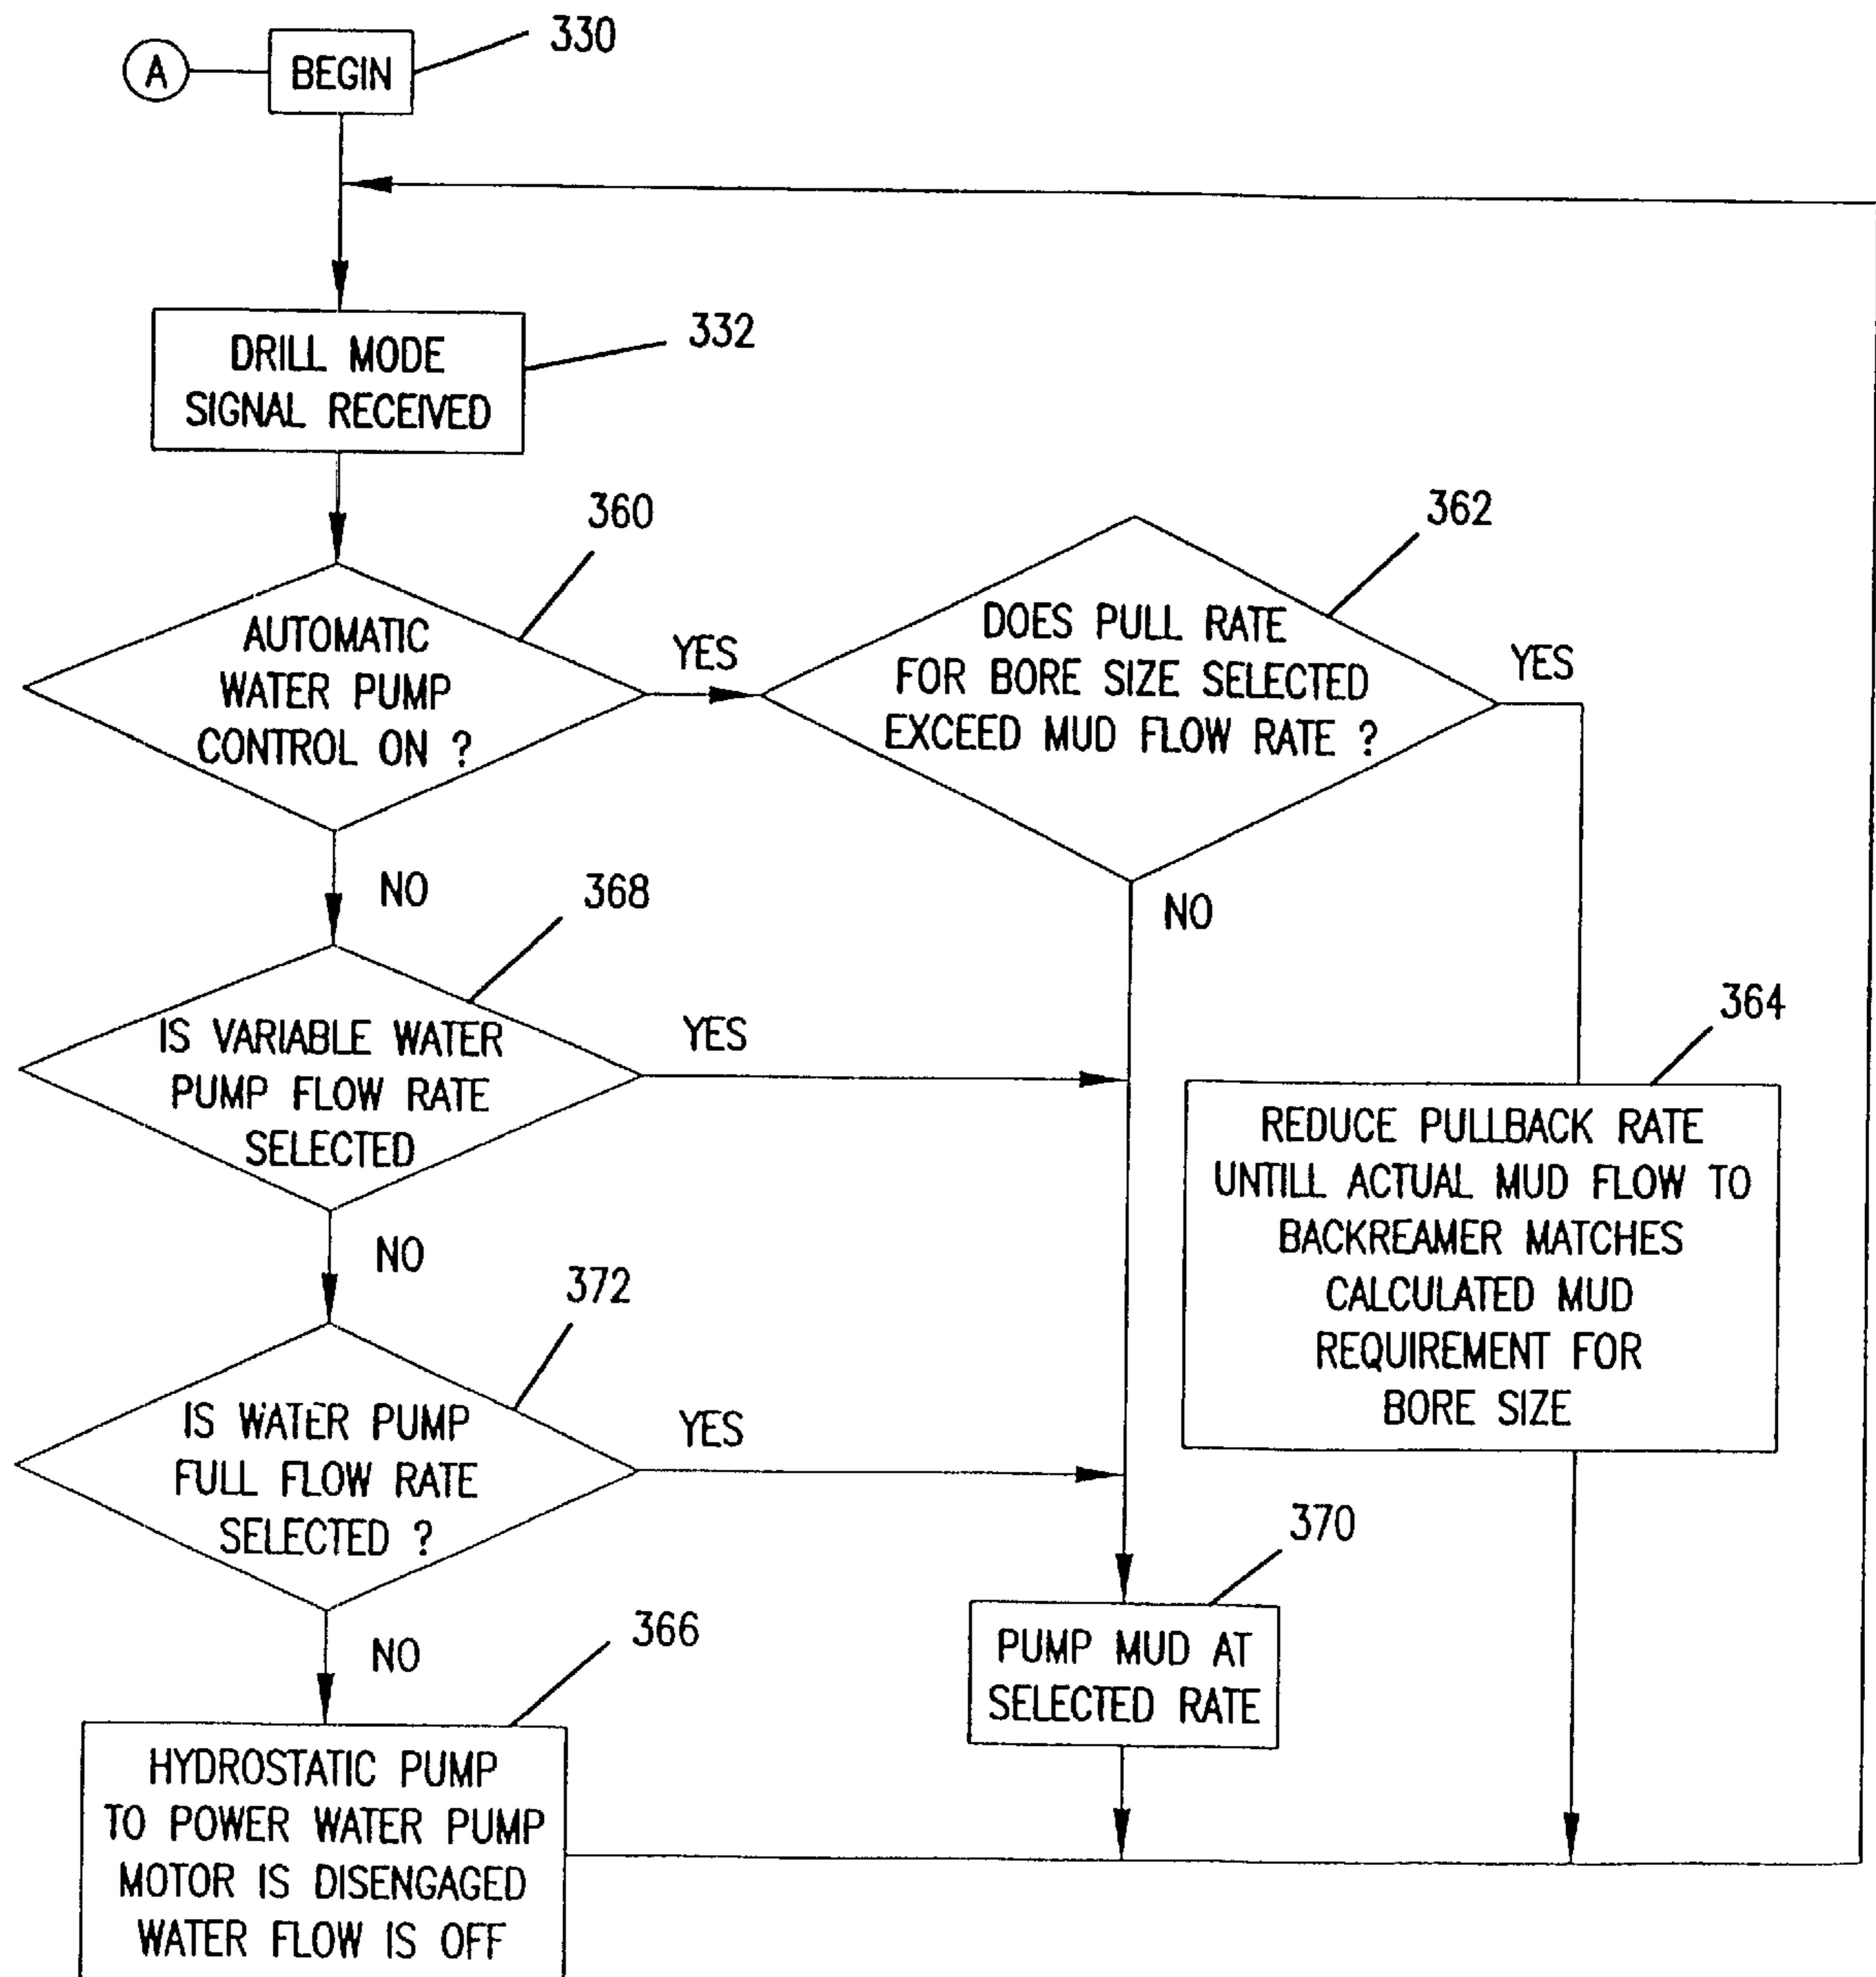 A
BEGIN
330
DRILL MODE
SIGNAL RECEIVED
332
AUTOMATIC
WATER PUMP
CONTROL ON ?
360
YES
DOES PULL RATE
FOR BORE SIZE SELECTED
EXCEED MUD FLOW RATE ?
362
YES
NO
NO
IS VARIABLE WATER
PUMP FLOW RATE
SELECTED
368
YES
REDUCE PULLBACK RATE
UNTILL ACTUAL MUD FLOW TO
BACKREAMER MATCHES
CALCULATED MUD
REQUIREMENT FOR
BORE SIZE
364
NO
IS WATER PUMP
FULL FLOW RATE
SELECTED ?
372
YES
PUMP MUD AT
SELECTED RATE
370
NO
HYDROSTATIC PUMP
TO POWER WATER PUMP
MOTOR IS DISENGAGED
WATER FLOW IS OFF
366